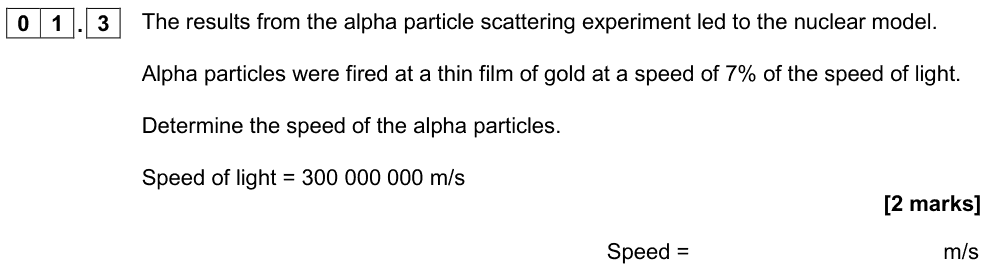 0 1 . 3 The results from the alpha particle scattering experiment led to the nuclear model.
Alpha particles were fired at a thin film of gold at a speed of 7% of the speed of light.
Determine the speed of the alpha particles.
Speed of light = 300 000 000 m/s
[2 marks]
Speed = m/s